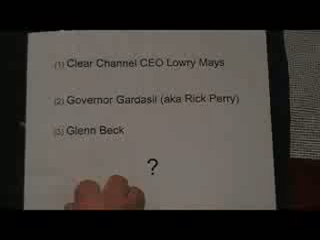 (1) Clear Channel CEO Lowry Mays
(2) Governor Gardasil (aka Rick Perry)
(3) Glenn Beck
?